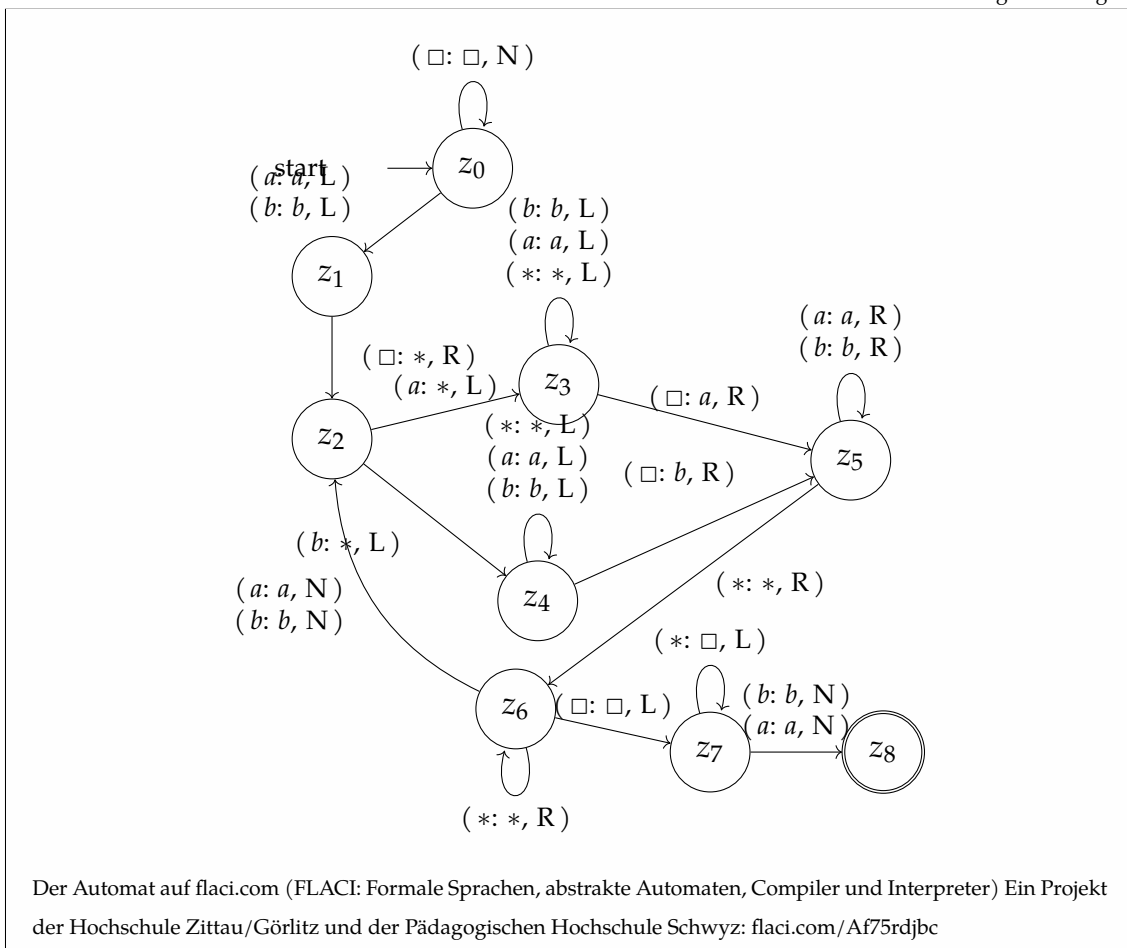 ( □: □, N )
start
z0
( a: a, L )
( b: b, L )
( b: b, L )
( a: a, L )
( ∗: ∗, L )
z1
( a: a, R )
( b: b, R )
( □: ∗, R )
( a: ∗, L )
z3
( □: a, R )
z2
( ∗: ∗, L )
( a: a, L )
( b: b, L )
( □: b, R )
z5
( b: ∗, L )
( a: a, N )
( b: b, N )
z4
( ∗: ∗, R )
( ∗: □, L )
z6
( □: □, L )
( b: b, N )
( a: a, N )
z7
z8
( ∗: ∗, R )
Der Automat auf flaci.com (FLACI: Formale Sprachen, abstrakte Automaten, Compiler und Interpreter) Ein Projekt
der Hochschule Zittau/Görlitz und der Pädagogischen Hochschule Schwyz: flaci.com/Af75rdjbc